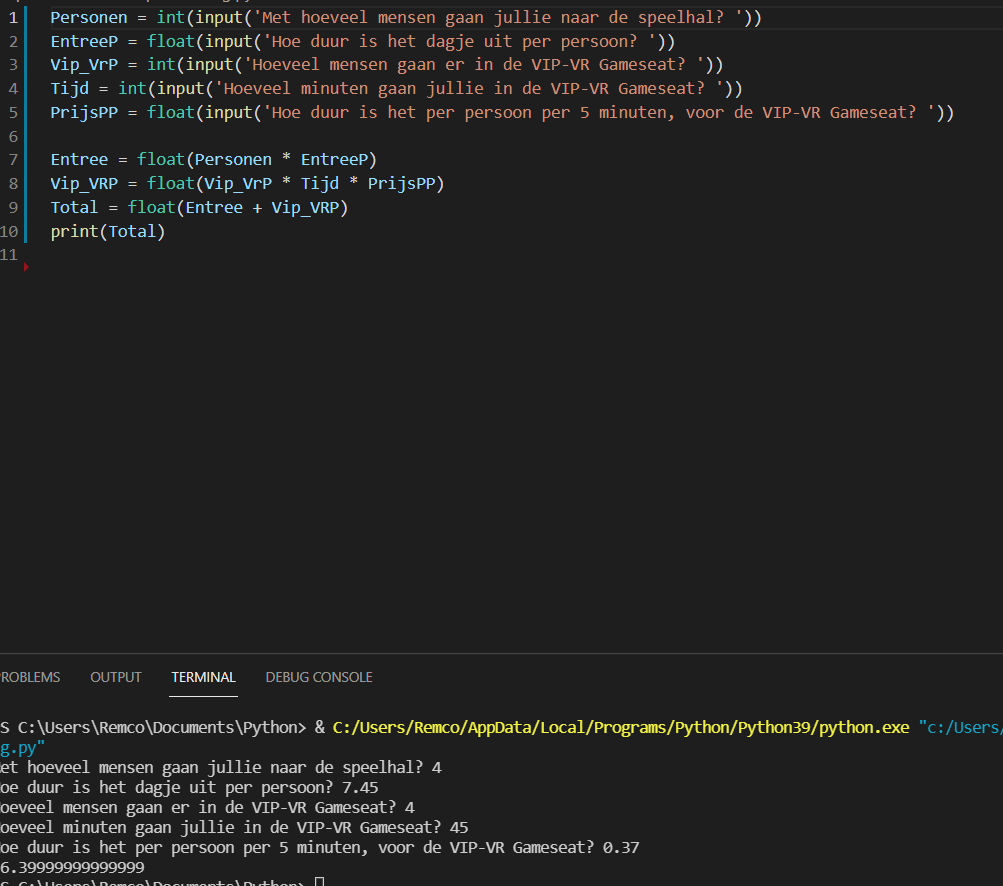 1 Personen = int(input('Met hoeveel mensen gaan jullie naar de speelhal? '))
2 EntreeP = float(input('Hoe duur is het dagje uit per persoon? '))
3 Vip_VrP = int(input('Hoeveel mensen gaan er in de VIP-VR Gameseat? '))
4 Tijd = int(input('Hoeveel minuten gaan jullie in de VIP-VR Gameseat? '))
5 PrijsPP = float(input('Hoe duur is het per persoon per 5 minuten, voor de VIP-VR Gameseat? '))
6
7 Entree = float(Personen * EntreeP)
8 Vip_VRP = float(Vip_VrP * Tijd * PrijsPP)
9 Total = float(Entree + Vip_VRP)
10 print(Total)
11
ROBLEMS OUTPUT TERMINAL DEBUG CONSOLE
S C:\Users\Remco\Documents\Python> & C:/Users/Remco/AppData/Local/Programs/Python/Python39/python.exe "c:/Users/
g.py"
et hoeveel mensen gaan jullie naar de speelhal? 4
oe duur is het dagje uit per persoon? 7.45
oeveel mensen gaan er in de VIP-VR Gameseat? 4
oeveel minuten gaan jullie in de VIP-VR Gameseat? 45
oe duur is het per persoon per 5 minuten, voor de VIP-VR Gameseat? 0.37
6.39999999999999
S C:\Users\Remco\Documents\Python>